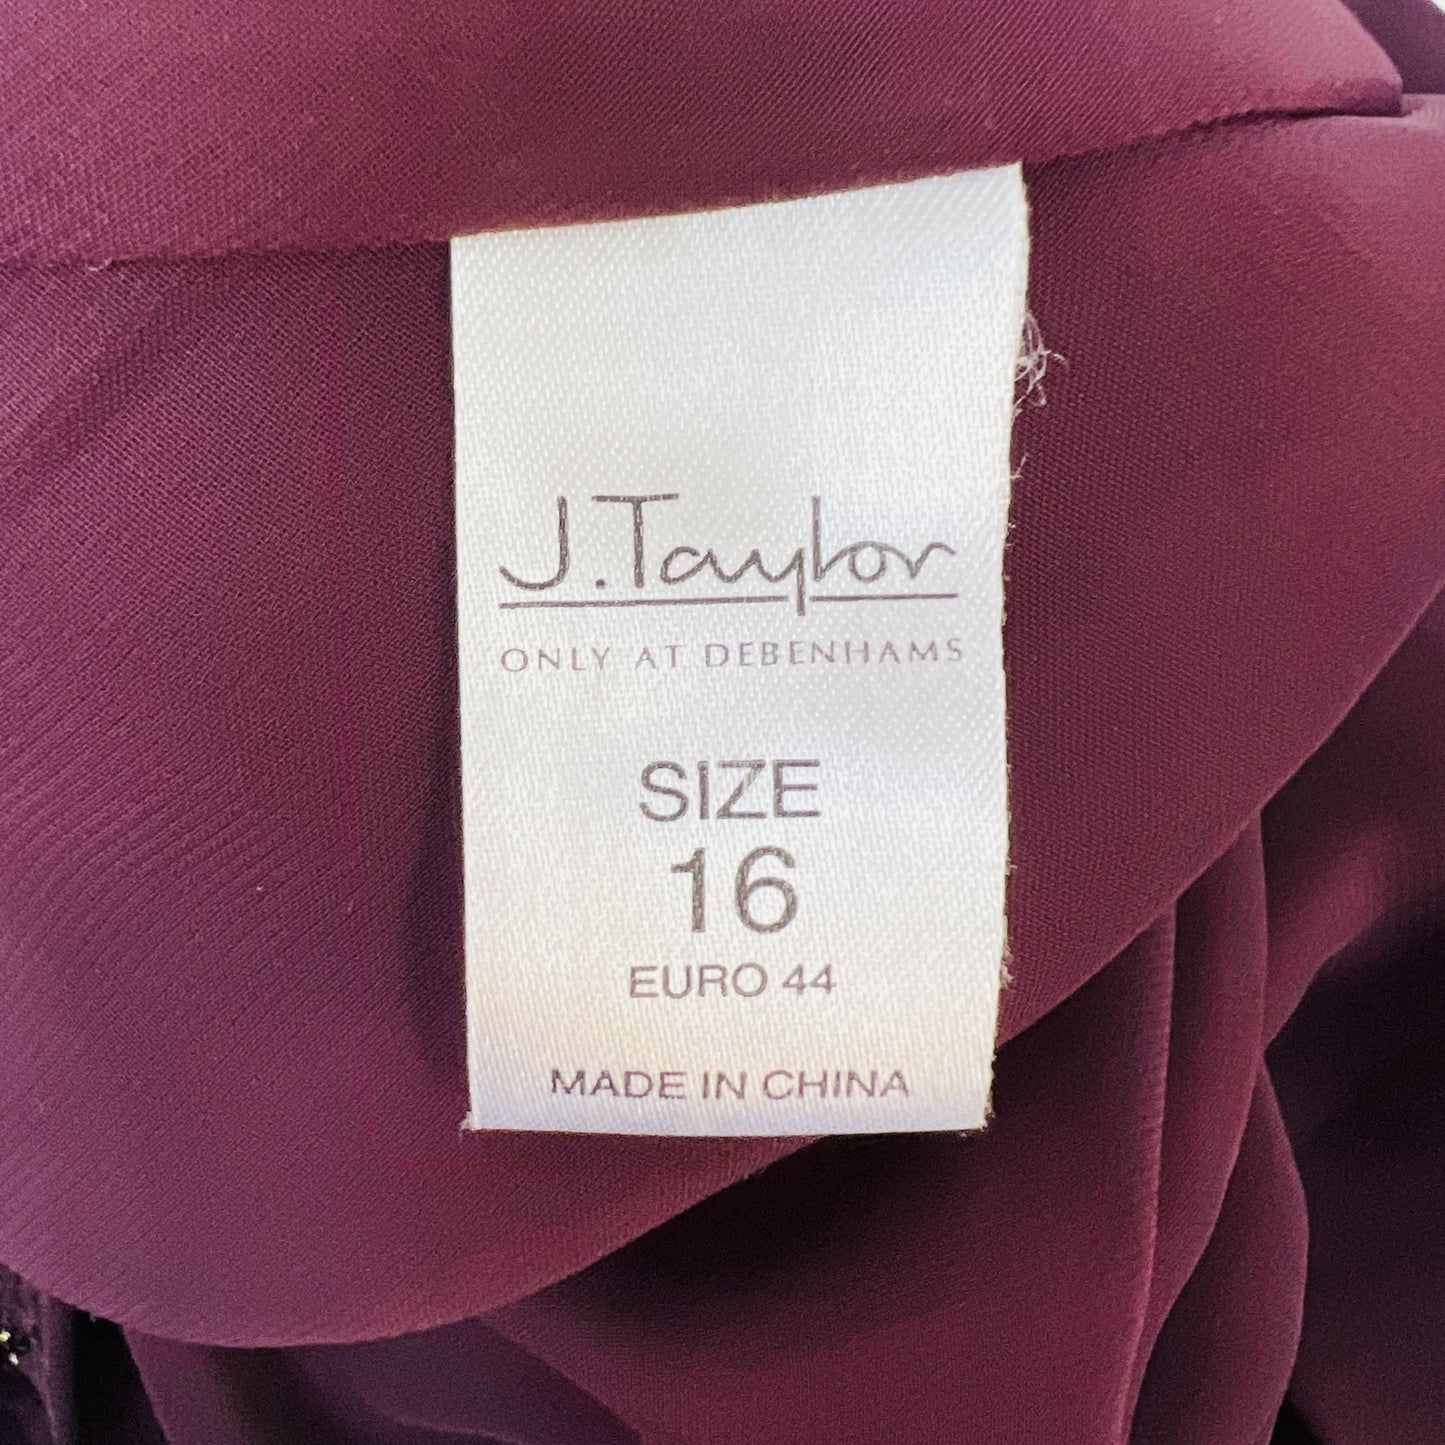 J.Taylor
ONLY AT DEBENHAMS
SIZE
16
EURO 44
MADE IN CHINA